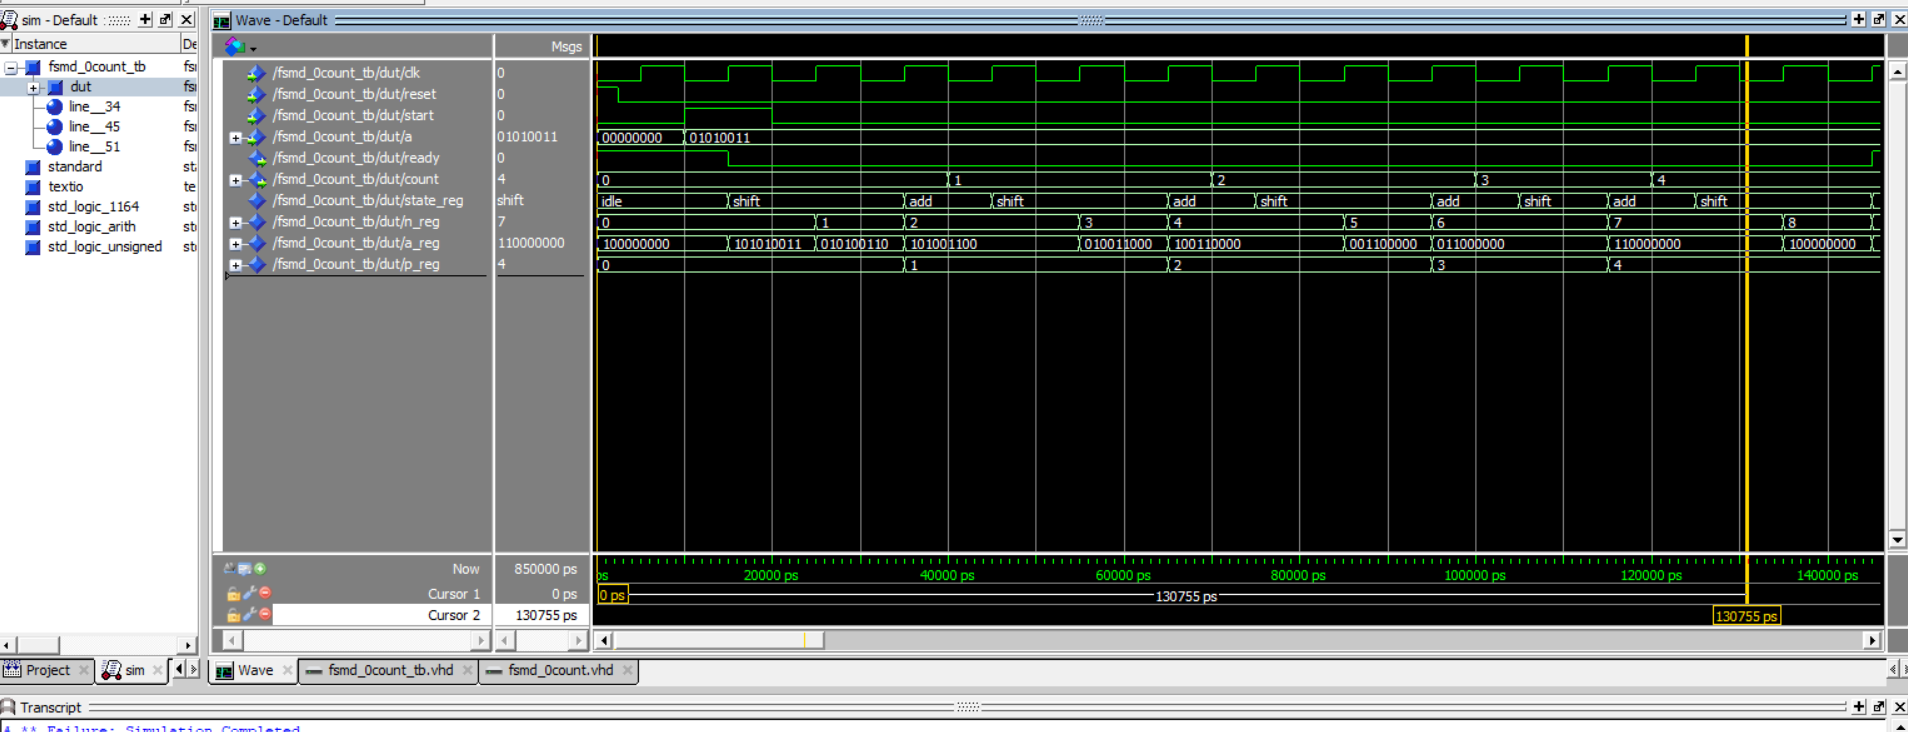 sim - Default
Wave - Default
Instance
De
Msgs
fsmd_0count_tb
fsi
dut
fsi
line__34
fsi
line__45
fsi
line__51
fsi
standard
sta
textio
te
std_logic_1164
st
std_logic_arith
st
std_logic_unsigned
st
/fsmd_0count_tb/dut/clk 0
/fsmd_0count_tb/dut/reset 0
/fsmd_0count_tb/dut/start 0
/fsmd_0count_tb/dut/a 01010011 00000000 01010011
/fsmd_0count_tb/dut/ready 0
/fsmd_0count_tb/dut/count 4 0 1 2 3 4
/fsmd_0count_tb/dut/state_reg shift idle shift add shift add shift add shift add shift
/fsmd_0count_tb/dut/n_reg 7 0 1 2 3 4 5 6 7 8
/fsmd_0count_tb/dut/a_reg 110000000 100000000 101010011 010100110 101001100 010011000 100110000 001100000 011000000 110000000 100000000
/fsmd_0count_tb/dut/p_reg 4 0 1 2 3 4
Now 850000 ps ps 20000 ps 40000 ps 60000 ps 80000 ps 100000 ps 120000 ps 140000 ps
Cursor 1 0 ps 0 ps 130755 ps
Cursor 2 130755 ps 130755 ps
Project sim Wave fsmd_0count_tb.vhd fsmd_0count.vhd
Transcript
# ** Failure: Simulation Completed